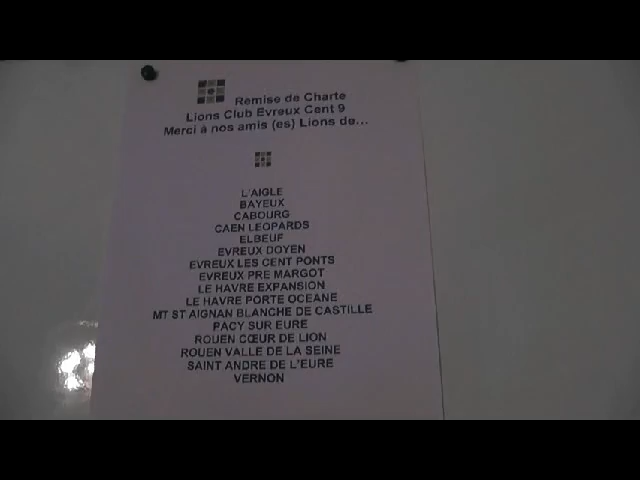 Remise de Charte
Lions Club Evreux Cent 9
Merci à nos amis (es) Lions de...
L'AIGLE
BAYEUX
CABOURG
CAEN LEOPARDS
ELBEUF
EVREUX DOYEN
EVREUX LES CENT PONTS
EVREUX PRE MARGOT
LE HAVRE EXPANSION
LE HAVRE PORTE OCEANE
MT ST AIGNAN BLANCHE DE CASTILLE
PACY SUR EURE
ROUEN CŒUR DE LION
ROUEN VALLE DE LA SEINE
SAINT ANDRE DE L'EURE
VERNON